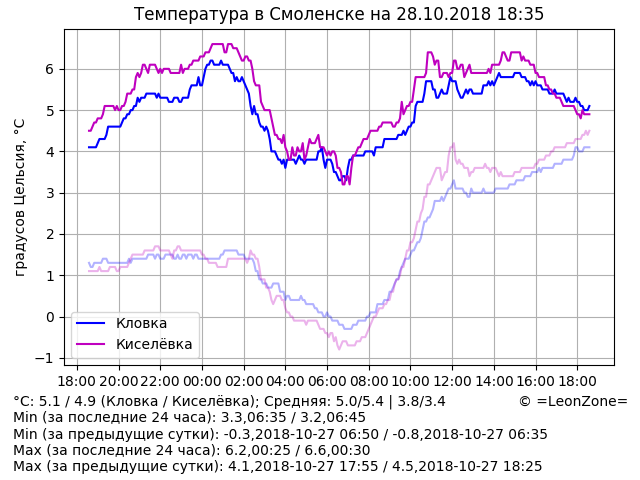 Температура в Смоленске на 28.10.2018 18:35
градусов Цельсия, °C
6
5
4
3
2
1
0
−1
Кловка
Киселёвка
18:00 20:00 22:00 00:00 02:00 04:00 06:00 08:00 10:00 12:00 14:00 16:00 18:00
°C: 5.1 / 4.9 (Кловка / Киселёвка); Средняя: 5.0/5.4 | 3.8/3.4 © =LeonZone=
Min (за последние 24 часа): 3.3,06:35 / 3.2,06:45
Min (за предыдущие сутки): -0.3,2018-10-27 06:50 / -0.8,2018-10-27 06:35
Max (за последние 24 часа): 6.2,00:25 / 6.6,00:30
Max (за предыдущие сутки): 4.1,2018-10-27 17:55 / 4.5,2018-10-27 18:25